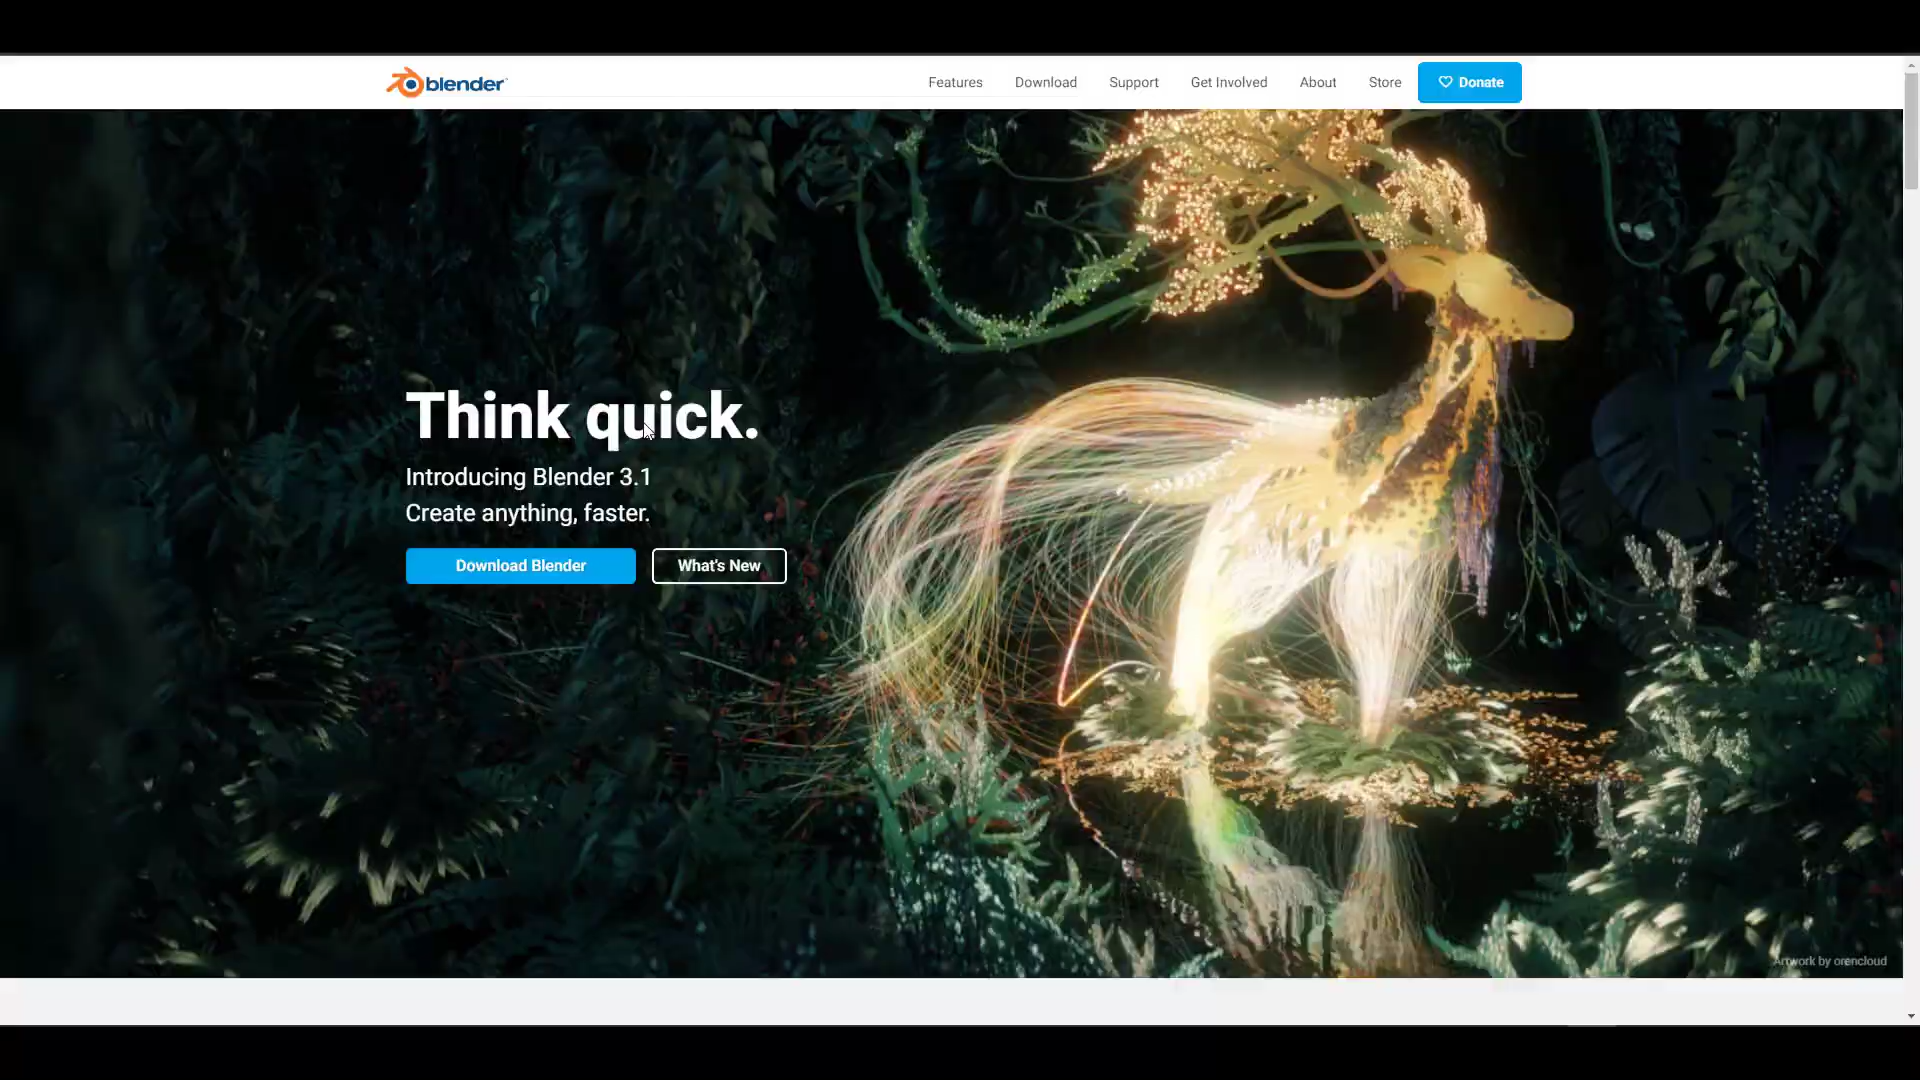 blender
Features
Download
Support
Get Involved
About
Store
Donate
Think quick.
Introducing Blender 3.1
Create anything, faster.
Download Blender
What's New
Artwork by orencloud